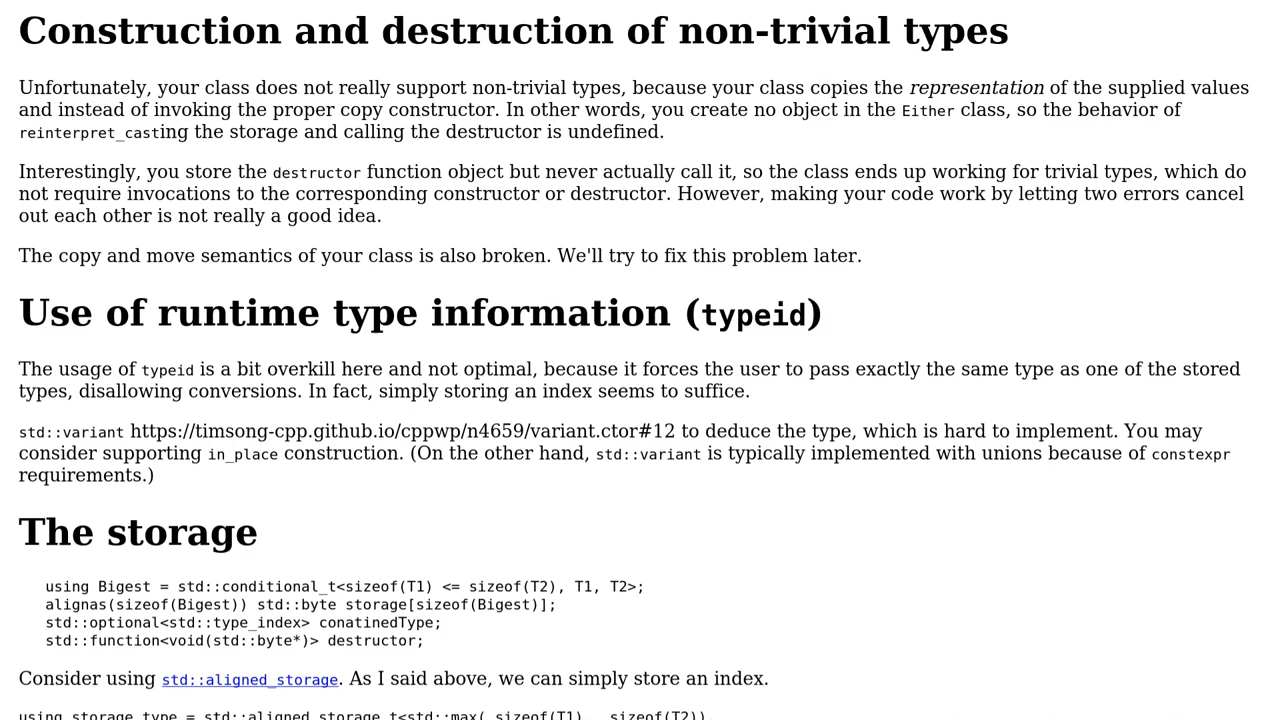 Construction and destruction of non-trivial types
Unfortunately, your class does not really support non-trivial types, because your class copies the representation of the supplied values
and instead of invoking the proper copy constructor. In other words, you create no object in the Either class, so the behavior of
reinterpret_casting the storage and calling the destructor is undefined.
Interestingly, you store the destructor function object but never actually call it, so the class ends up working for trivial types, which do
not require invocations to the corresponding constructor or destructor. However, making your code work by letting two errors cancel
out each other is not really a good idea.
The copy and move semantics of your class is also broken. We'll try to fix this problem later.
Use of runtime type information (typeid)
The usage of typeid is a bit overkill here and not optimal, because it forces the user to pass exactly the same type as one of the stored
types, disallowing conversions. In fact, simply storing an index seems to suffice.
std::variant https://timsong-cpp.github.io/cppwp/n4659/variant.ctor#12 to deduce the type, which is hard to implement. You may
consider supporting in_place construction. (On the other hand, std::variant is typically implemented with unions because of constexpr
requirements.)
The storage
using Bigest = std::conditional_t<sizeof(T1) <= sizeof(T2), T1, T2>;
alignas(sizeof(Bigest)) std::byte storage[sizeof(Bigest)];
std::optional<std::type_index> conatinedType;
std::function<void(std::byte*)> destructor;
Consider using std::aligned_storage. As I said above, we can simply store an index.
using storage_type = std::aligned_storage_t<std::max( sizeof(T1), sizeof(T2)),